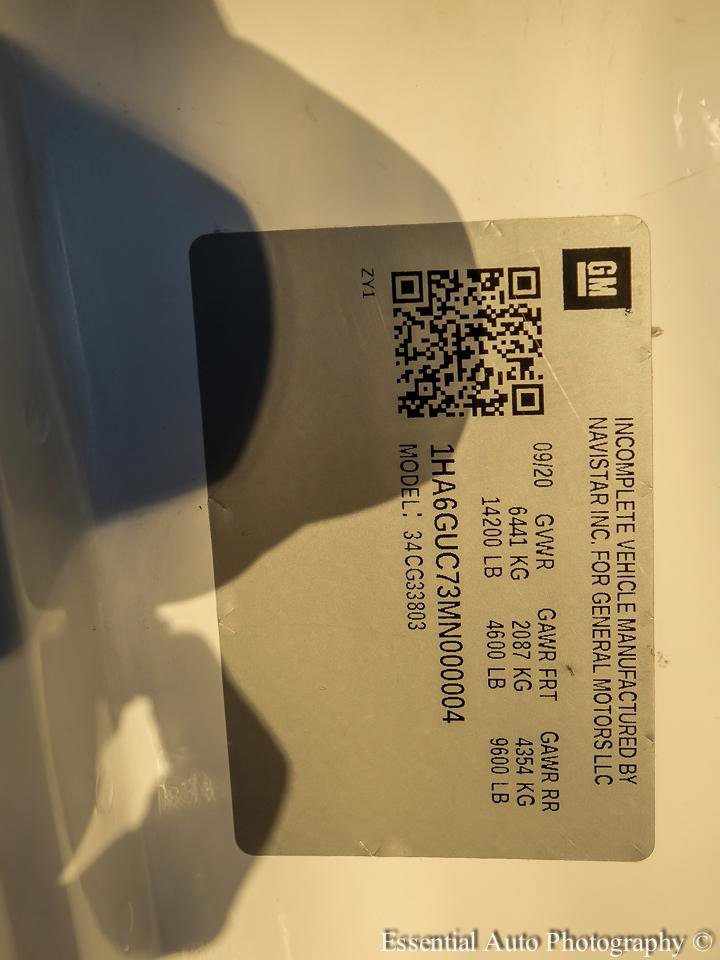 GM
INCOMPLETE VEHICLE MANUFACTURED BY
NAVISTAR INC. FOR GENERAL MOTORS LLC
09/20 GVWR GAWR FRT GAWR RR
6441 KG 2087 KG 4354 KG
14200 LB 4600 LB 9600 LB
1HA6GUC73MN000004
MODEL: 34CG33803
ZY1
Essential Auto Photography ©